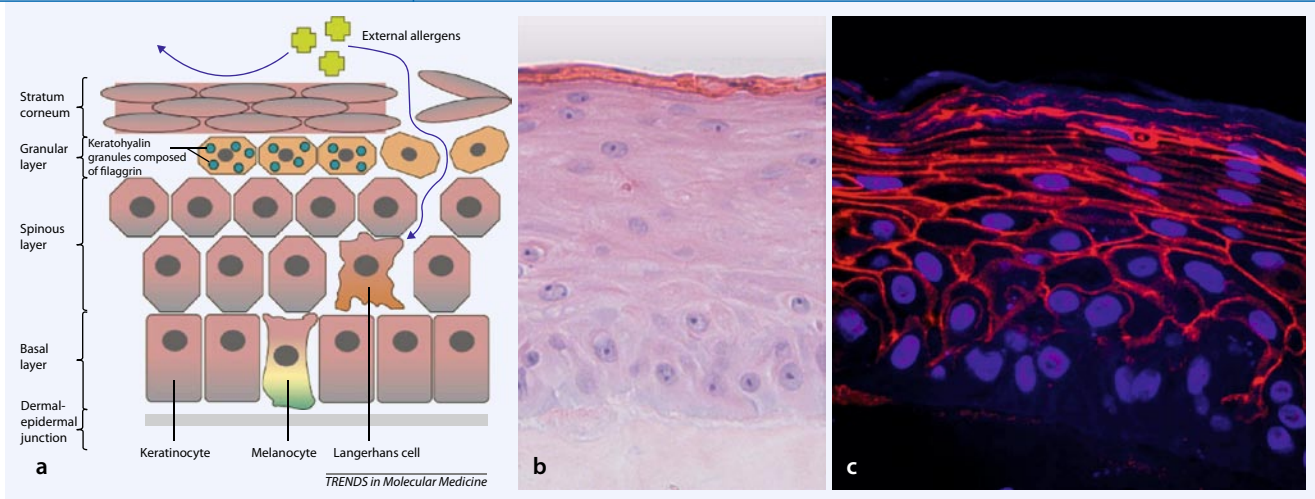 External allergens
Stratum
corneum
Granular
layer
Keratohyalin
granules composed
of filaggrin
Spinous
layer
Basal
layer
Dermal-
epidermal
junction
Keratinocyte
Melanocyte
Langerhans cell
TRENDS in Molecular Medicine
a
b
c